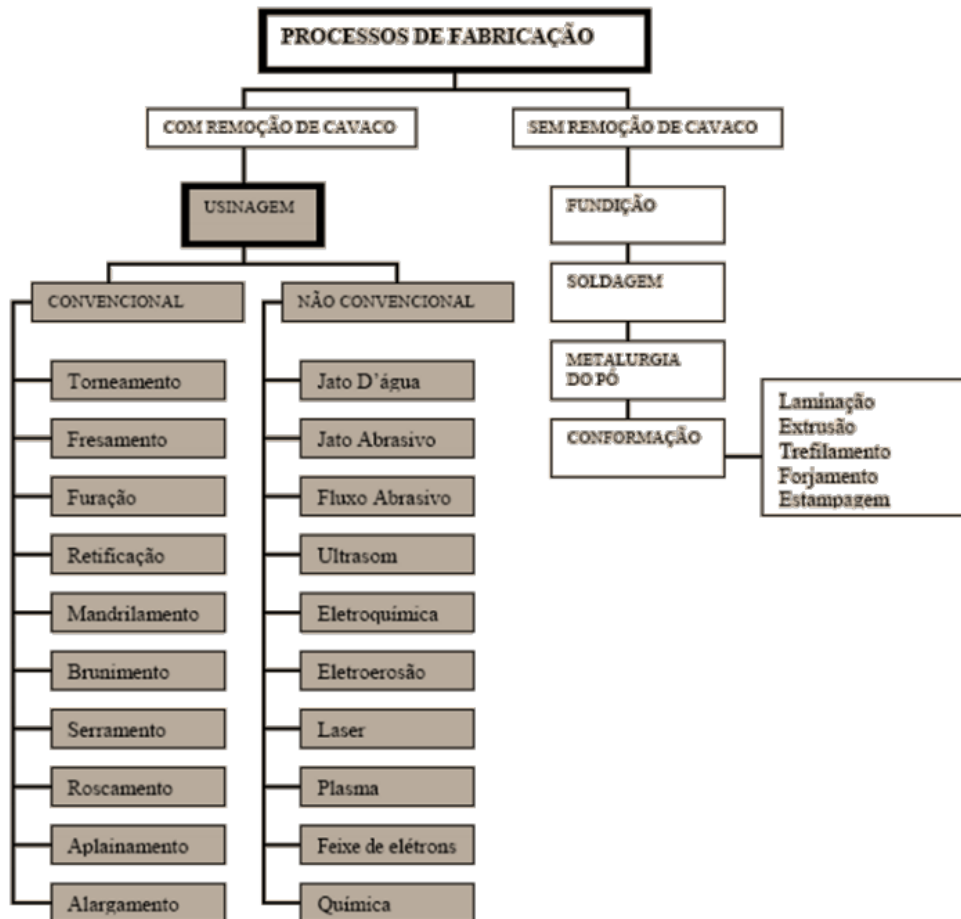 PROCESSOS DE FABRICAÇÃO
COM REMOÇÃO DE CAVACO
SEM REMOÇÃO DE CAVACO
USINAGEM
CONVENCIONAL
Torneamento
Fresamento
Furação
Retificação
Mandrilamento
Brunimento
Serramento
Roscamento
Aplainamento
Alargamento
NÃO CONVENCIONAL
Jato D'água
Jato Abrasivo
Fluxo Abrasivo
Ultrasom
Eletroquímica
Eletroerosão
Laser
Plasma
Feixe de elétrons
Química
FUNDIÇÃO
SOLDAGEM
METALURGIA
DO PÓ
CONFORMAÇÃO
Laminação
Extrusão
Trefilamento
Forjamento
Estampagem